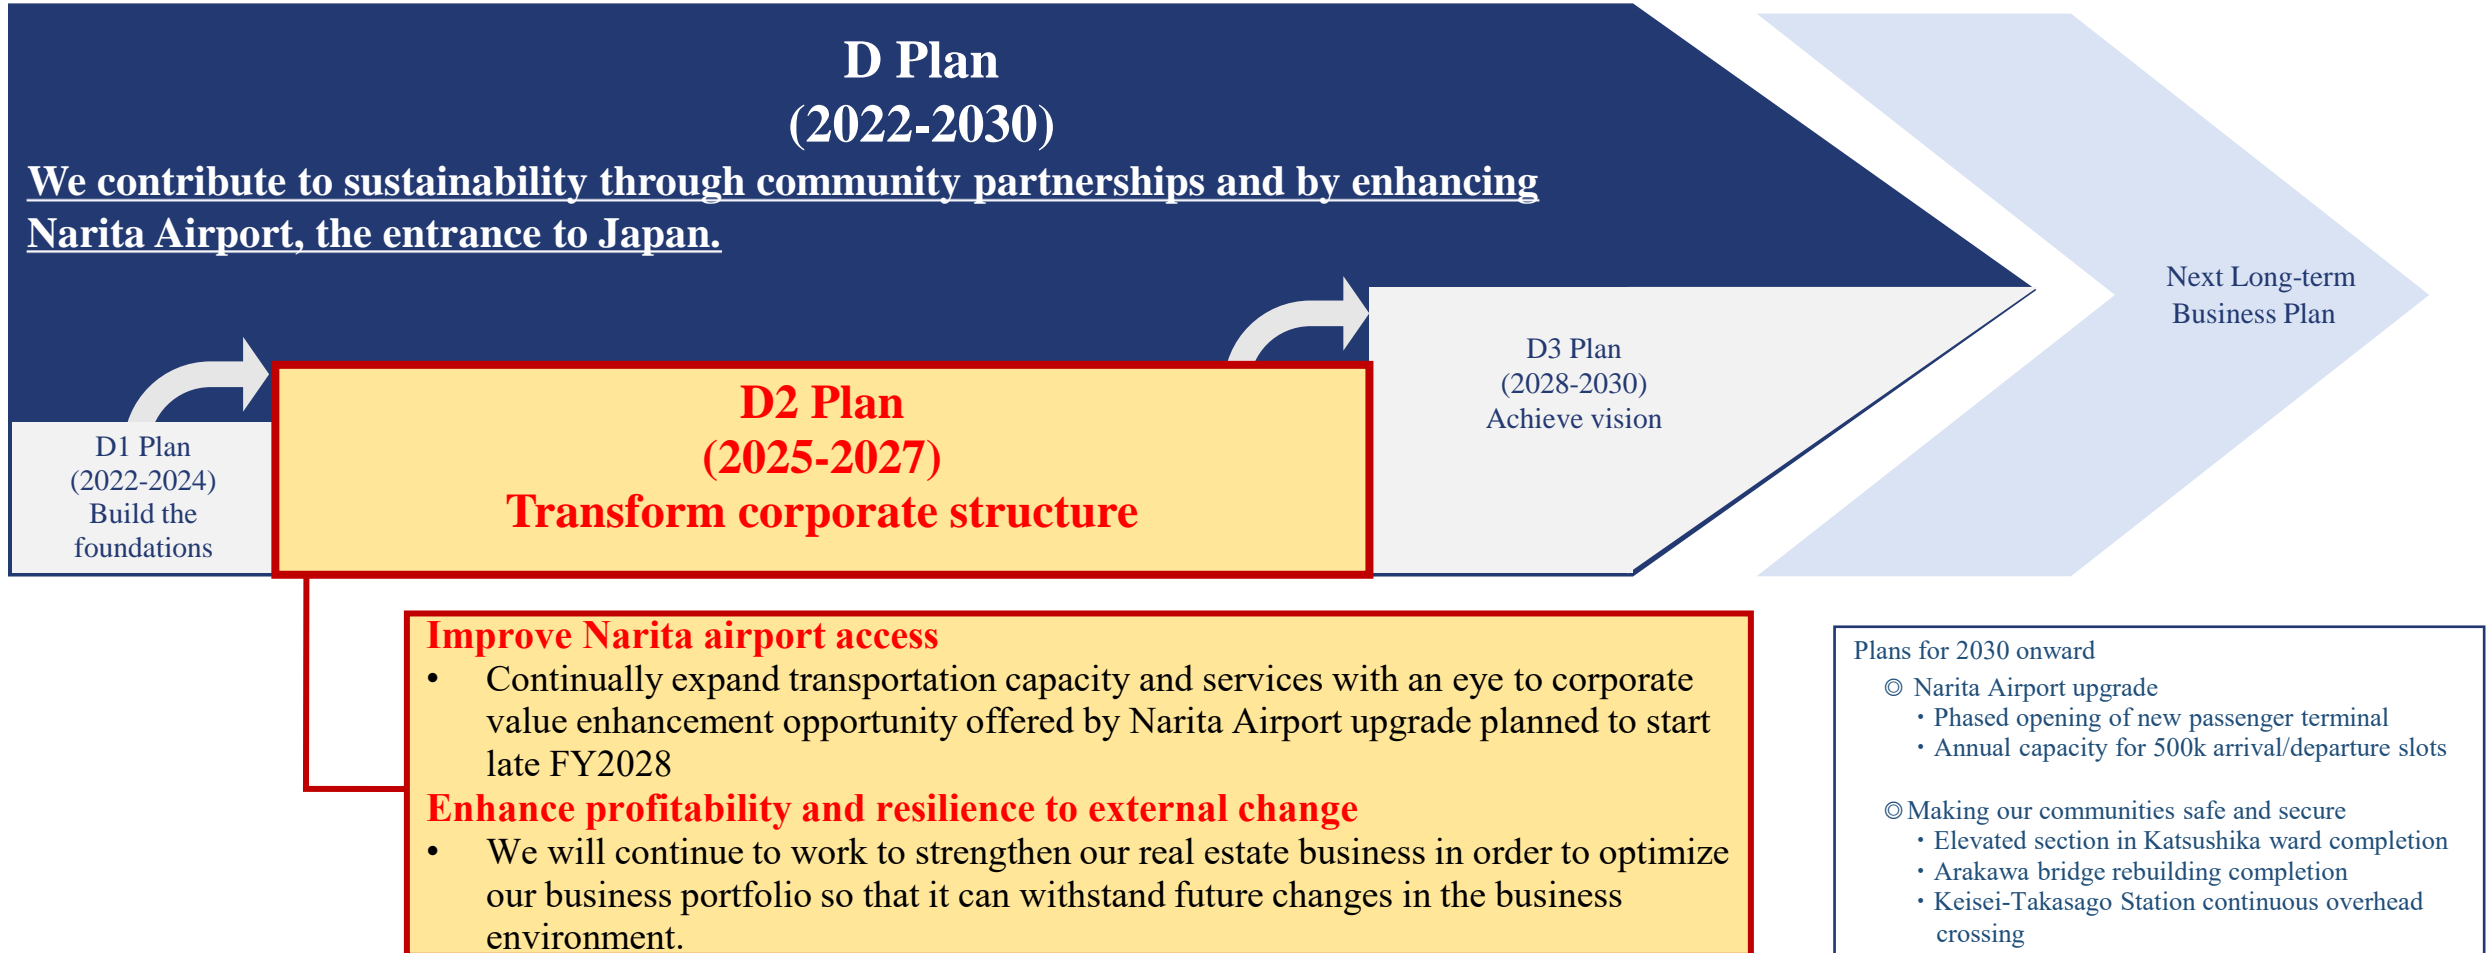 D Plan
(2022-2030)
We contribute to sustainability through community partnerships and by enhancing
Narita Airport, the entrance to Japan.
D1 Plan
(2022-2024)
Build the
foundations
D2 Plan
(2025-2027)
Transform corporate structure
D3 Plan
(2028-2030)
Achieve vision
Next Long-term
Business Plan
Improve Narita airport access
• Continually expand transportation capacity and services with an eye to corporate
value enhancement opportunity offered by Narita Airport upgrade planned to start
late FY2028
Enhance profitability and resilience to external change
• We will continue to work to strengthen our real estate business in order to optimize
our business portfolio so that it can withstand future changes in the business
environment.
Plans for 2030 onward
◎ Narita Airport upgrade
・Phased opening of new passenger terminal
・Annual capacity for 500k arrival/departure slots
◎Making our communities safe and secure
・Elevated section in Katsushika ward completion
・Arakawa bridge rebuilding completion
・Keisei-Takasago Station continuous overhead
crossing